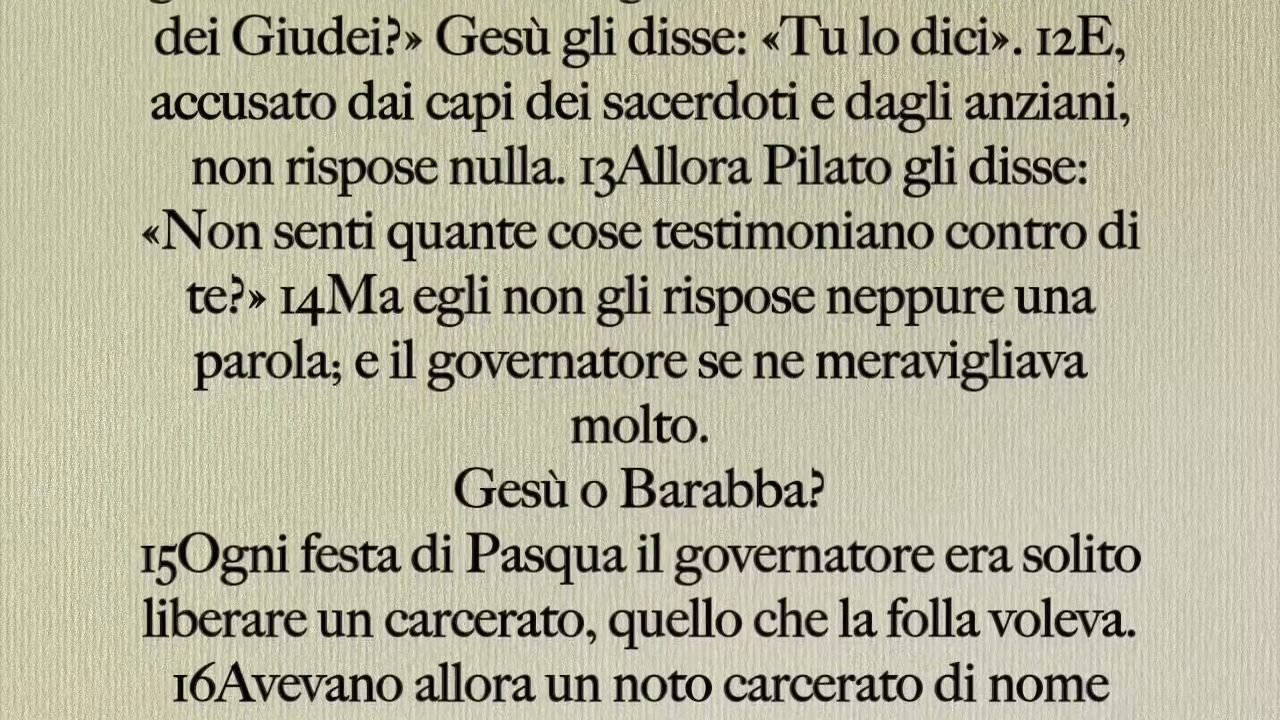 dei Giudei?» Gesù gli disse: «Tu lo dici». 12E,
accusato dai capi dei sacerdoti e dagli anziani,
non rispose nulla. 13Allora Pilato gli disse:
«Non senti quante cose testimoniano contro di
te?» 14Ma egli non gli rispose neppure una
parola; e il governatore se ne meravigliava
molto.
Gesù o Barabba?
15Ogni festa di Pasqua il governatore era solito
liberare un carcerato, quello che la folla voleva.
16Avevano allora un noto carcerato di nome